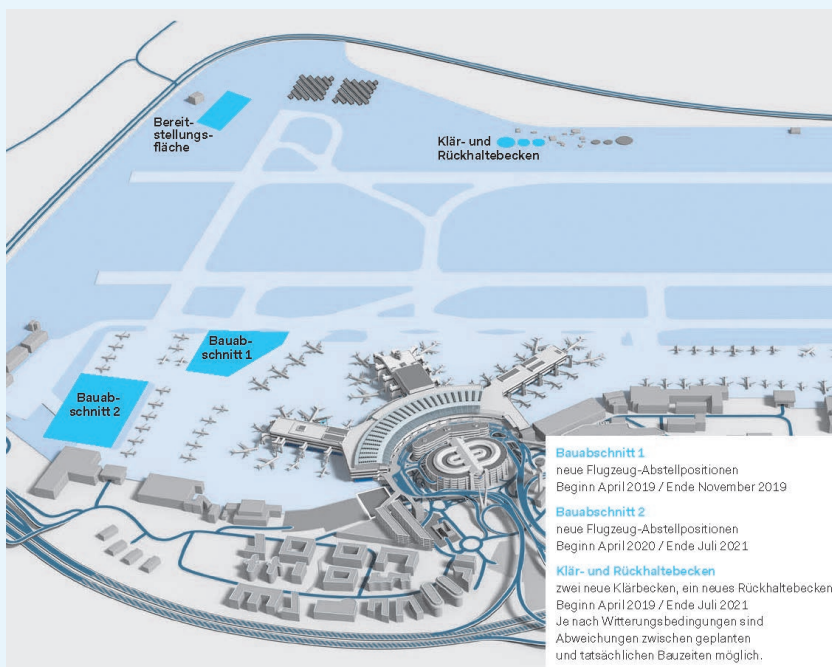 Bereit-
stellungs-
fläche
Klär- und
Rückhaltebecken
Bauab-
schnitt 1
Bauab-
schnitt 2
Bauabschnitt 1
neue Flugzeug-Abstellpositionen
Beginn April 2019 / Ende November 2019
Bauabschnitt 2
neue Flugzeug-Abstellpositionen
Beginn April 2020 / Ende Juli 2021
Klär- und Rückhaltebecken
zwei neue Klärbecken, ein neues Rückhaltebecken
Beginn April 2019 / Ende Juli 2021
Je nach Witterungsbedingungen sind
Abweichungen zwischen geplanten
und tatsächlichen Bauzeiten möglich.